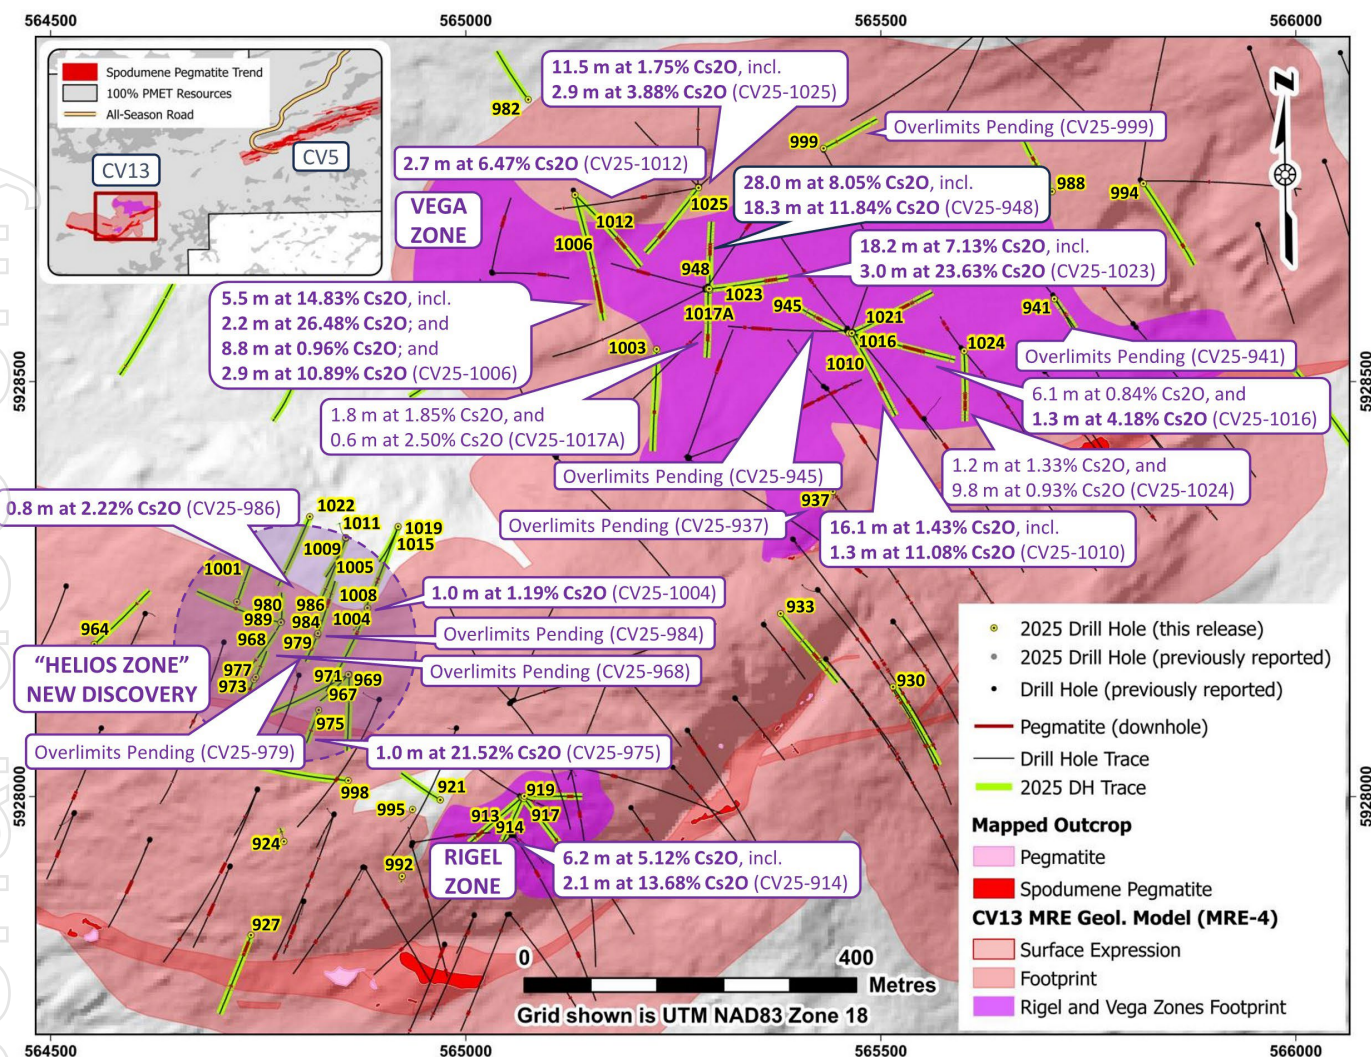 564500
565000
565500
566000
Spodumene Pegmatite Trend
100% PMET Resources
All-Season Road
CV13
CV5
982
11.5 m at 1.75% Cs2O, incl.
2.9 m at 3.88% Cs2O (CV25-1025)
999
Overlimits Pending (CV25-999)
2.7 m at 6.47% Cs2O (CV25-1012)
28.0 m at 8.05% Cs2O, incl.
18.3 m at 11.84% Cs2O (CV25-948)
988
994
N
VEGA
ZONE
1025
1012
1006
18.2 m at 7.13% Cs2O, incl.
3.0 m at 23.63% Cs2O (CV25-1023)
948
1023
945
1017A
1021
941
1016
1024
1003
1010
5.5 m at 14.83% Cs2O, incl.
2.2 m at 26.48% Cs2O; and
8.8 m at 0.96% Cs2O; and
2.9 m at 10.89% Cs2O (CV25-1006)
Overlimits Pending (CV25-941)
5928500
5928500
6.1 m at 0.84% Cs2O, and
1.3 m at 4.18% Cs2O (CV25-1016)
1.8 m at 1.85% Cs2O, and
0.6 m at 2.50% Cs2O (CV25-1017A)
Overlimits Pending (CV25-945)
1.2 m at 1.33% Cs2O, and
9.8 m at 0.93% Cs2O (CV25-1024)
937
Overlimits Pending (CV25-937)
16.1 m at 1.43% Cs2O, incl.
1.3 m at 11.08% Cs2O (CV25-1010)
0.8 m at 2.22% Cs2O (CV25-986)
1022
1011
1019
1015
1009
1005
1001
1008
980
986
989
984
1004
968
979
977
973
971
969
967
975
964
1.0 m at 1.19% Cs2O (CV25-1004)
Overlimits Pending (CV25-984)
Overlimits Pending (CV25-968)
"HELIOS ZONE"
NEW DISCOVERY
Overlimits Pending (CV25-979)
1.0 m at 21.52% Cs2O (CV25-975)
933
930
998
921
995
919
913
917
914
924
992
927
5928000
5928000
RIGEL
ZONE
6.2 m at 5.12% Cs2O, incl.
2.1 m at 13.68% Cs2O (CV25-914)
2025 Drill Hole (this release)
2025 Drill Hole (previously reported)
Drill Hole (previously reported)
Pegmatite (downhole)
Drill Hole Trace
2025 DH Trace
Mapped Outcrop
Pegmatite
Spodumene Pegmatite
CV13 MRE Geol. Model (MRE-4)
Surface Expression
Footprint
Rigel and Vega Zones Footprint
0
400
Metres
Grid shown is UTM NAD83 Zone 18
564500
565000
565500
566000